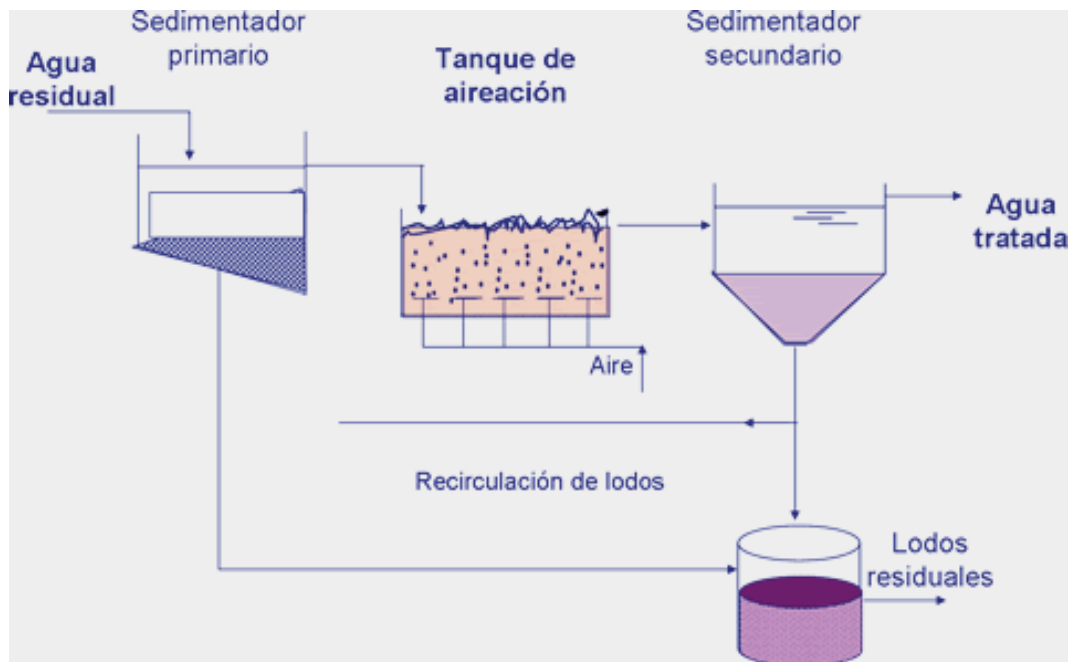 Sedimentador
primario
Agua
residual
Tanque de
aireación
Sedimentador
secundario
Agua
tratada
Aire
Recirculación de lodos
Lodos
residuales